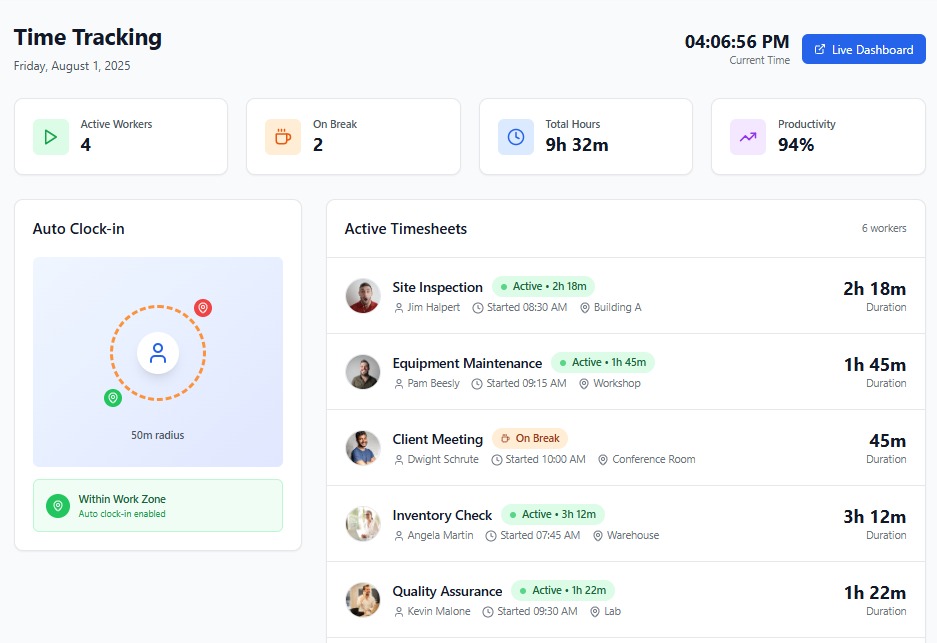 Time Tracking
Friday, August 1, 2025
04:06:56 PM
Current Time
Live Dashboard
Active Workers
4
On Break
2
Total Hours
9h 32m
Productivity
94%
Auto Clock-in
50m radius
Within Work Zone
Auto clock-in enabled
Active Timesheets
6 workers
Site Inspection Active • 2h 18m
Jim Halpert Started 08:30 AM Building A
2h 18m
Duration
Equipment Maintenance Active • 1h 45m
Pam Beesly Started 09:15 AM Workshop
1h 45m
Duration
Client Meeting On Break
Dwight Schrute Started 10:00 AM Conference Room
45m
Duration
Inventory Check Active • 3h 12m
Angela Martin Started 07:45 AM Warehouse
3h 12m
Duration
Quality Assurance Active • 1h 22m
Kevin Malone Started 09:30 AM Lab
1h 22m
Duration